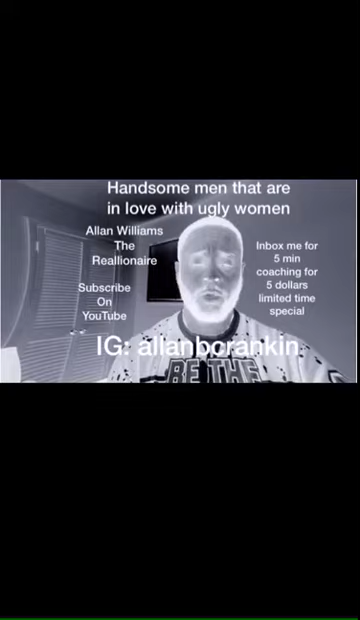 Handsome men that are
in love with ugly women
Allan Williams
The
Reallionaire
Subscribe
On
YouTube
Inbox me for
5 min
coaching for
5 dollars
limited time
special
IG: allanbcrankin
BE THE